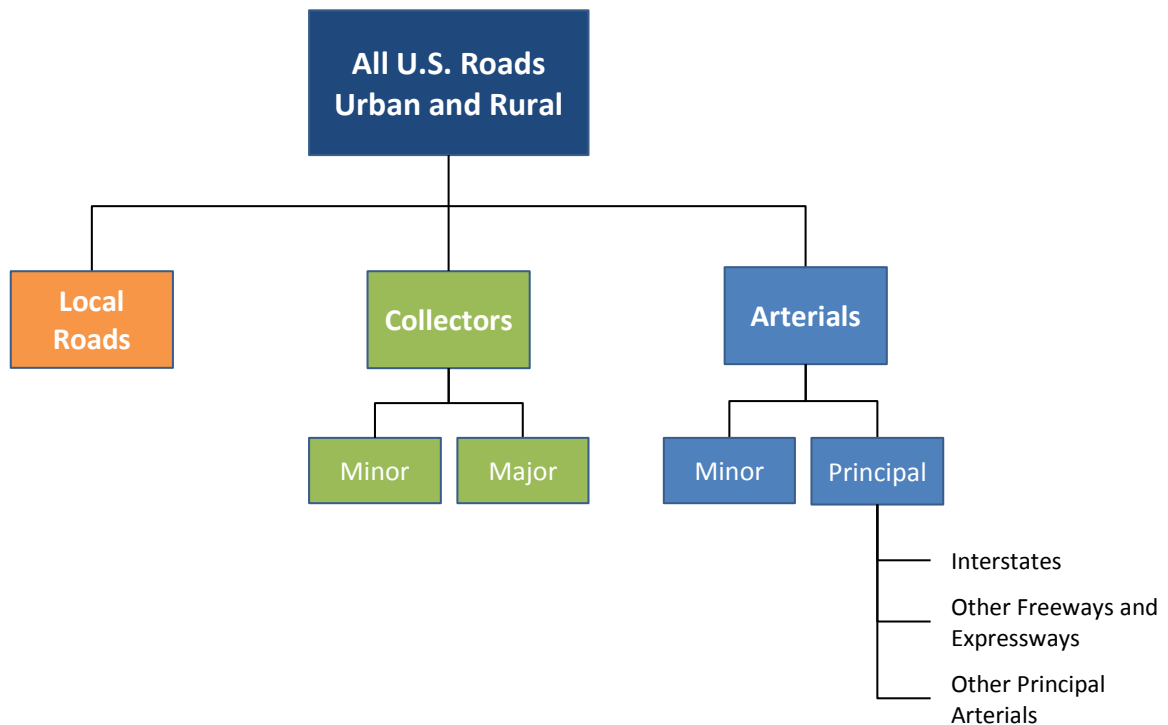 All U.S. Roads
Urban and Rural
Local
Roads
Collectors
Arterials
Minor
Major
Minor
Principal
Interstates
Other Freeways and
Expressways
Other Principal
Arterials